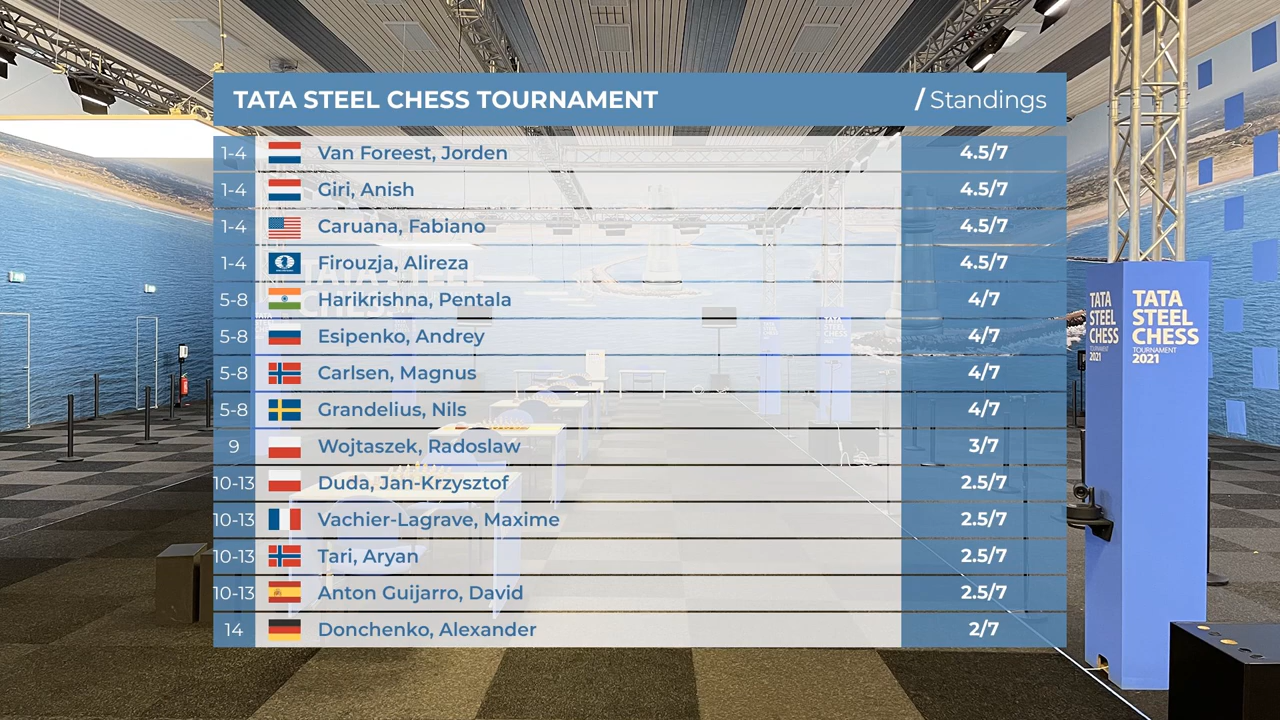 TATA STEEL CHESS TOURNAMENT / Standings
1-4 Van Foreest, Jorden 4.5/7
1-4 Giri, Anish 4.5/7
1-4 Caruana, Fabiano 4.5/7
1-4 Firouzja, Alireza 4.5/7
5-8 Harikrishna, Pentala 4/7
5-8 Esipenko, Andrey 4/7
5-8 Carlsen, Magnus 4/7
5-8 Grandelius, Nils 4/7
9 Wojtaszek, Radoslaw 3/7
10-13 Duda, Jan-Krzysztof 2.5/7
10-13 Vachier-Lagrave, Maxime 2.5/7
10-13 Tari, Aryan 2.5/7
10-13 Anton Guijarro, David 2.5/7
14 Donchenko, Alexander 2/7
TATA
STEEL
CHESS
TOURNAMENT
2021
TATA
STEEL
CHESS
TOURNAMENT
2021